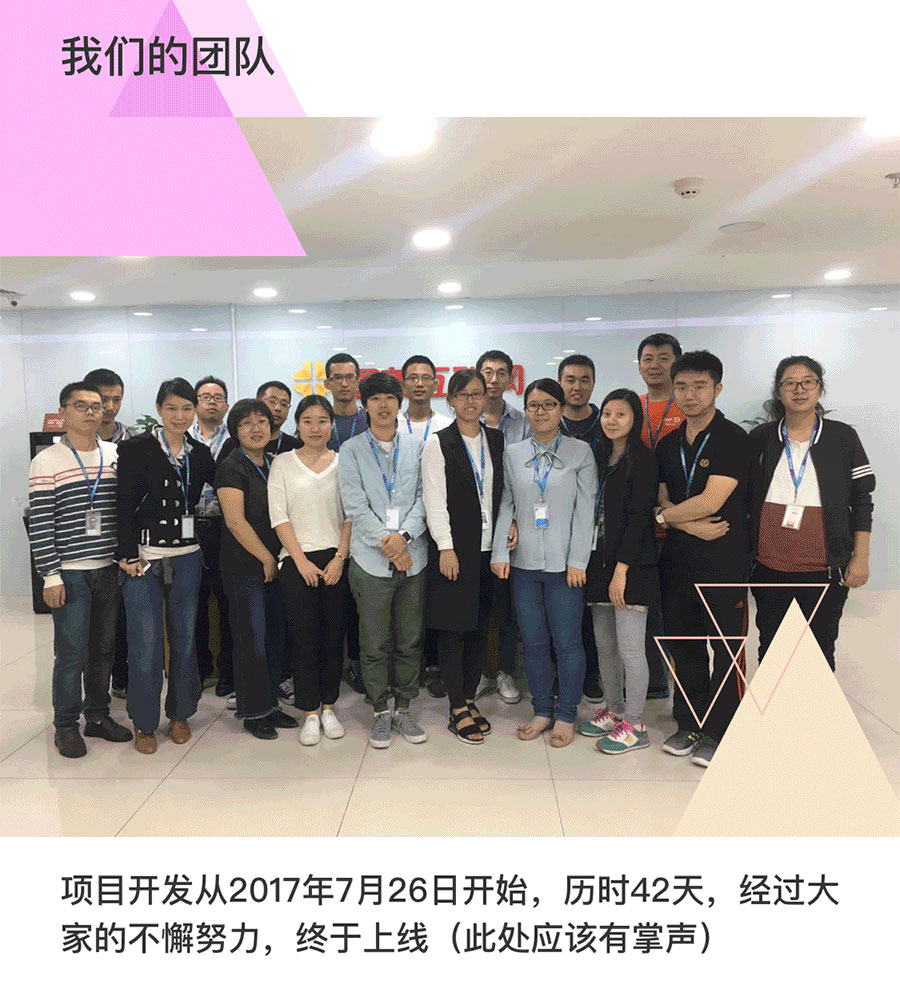 我们的团队
项目开发从2017年7月26日开始，历时42天，经过大
家的不懈努力，终于上线（此处应该有掌声）